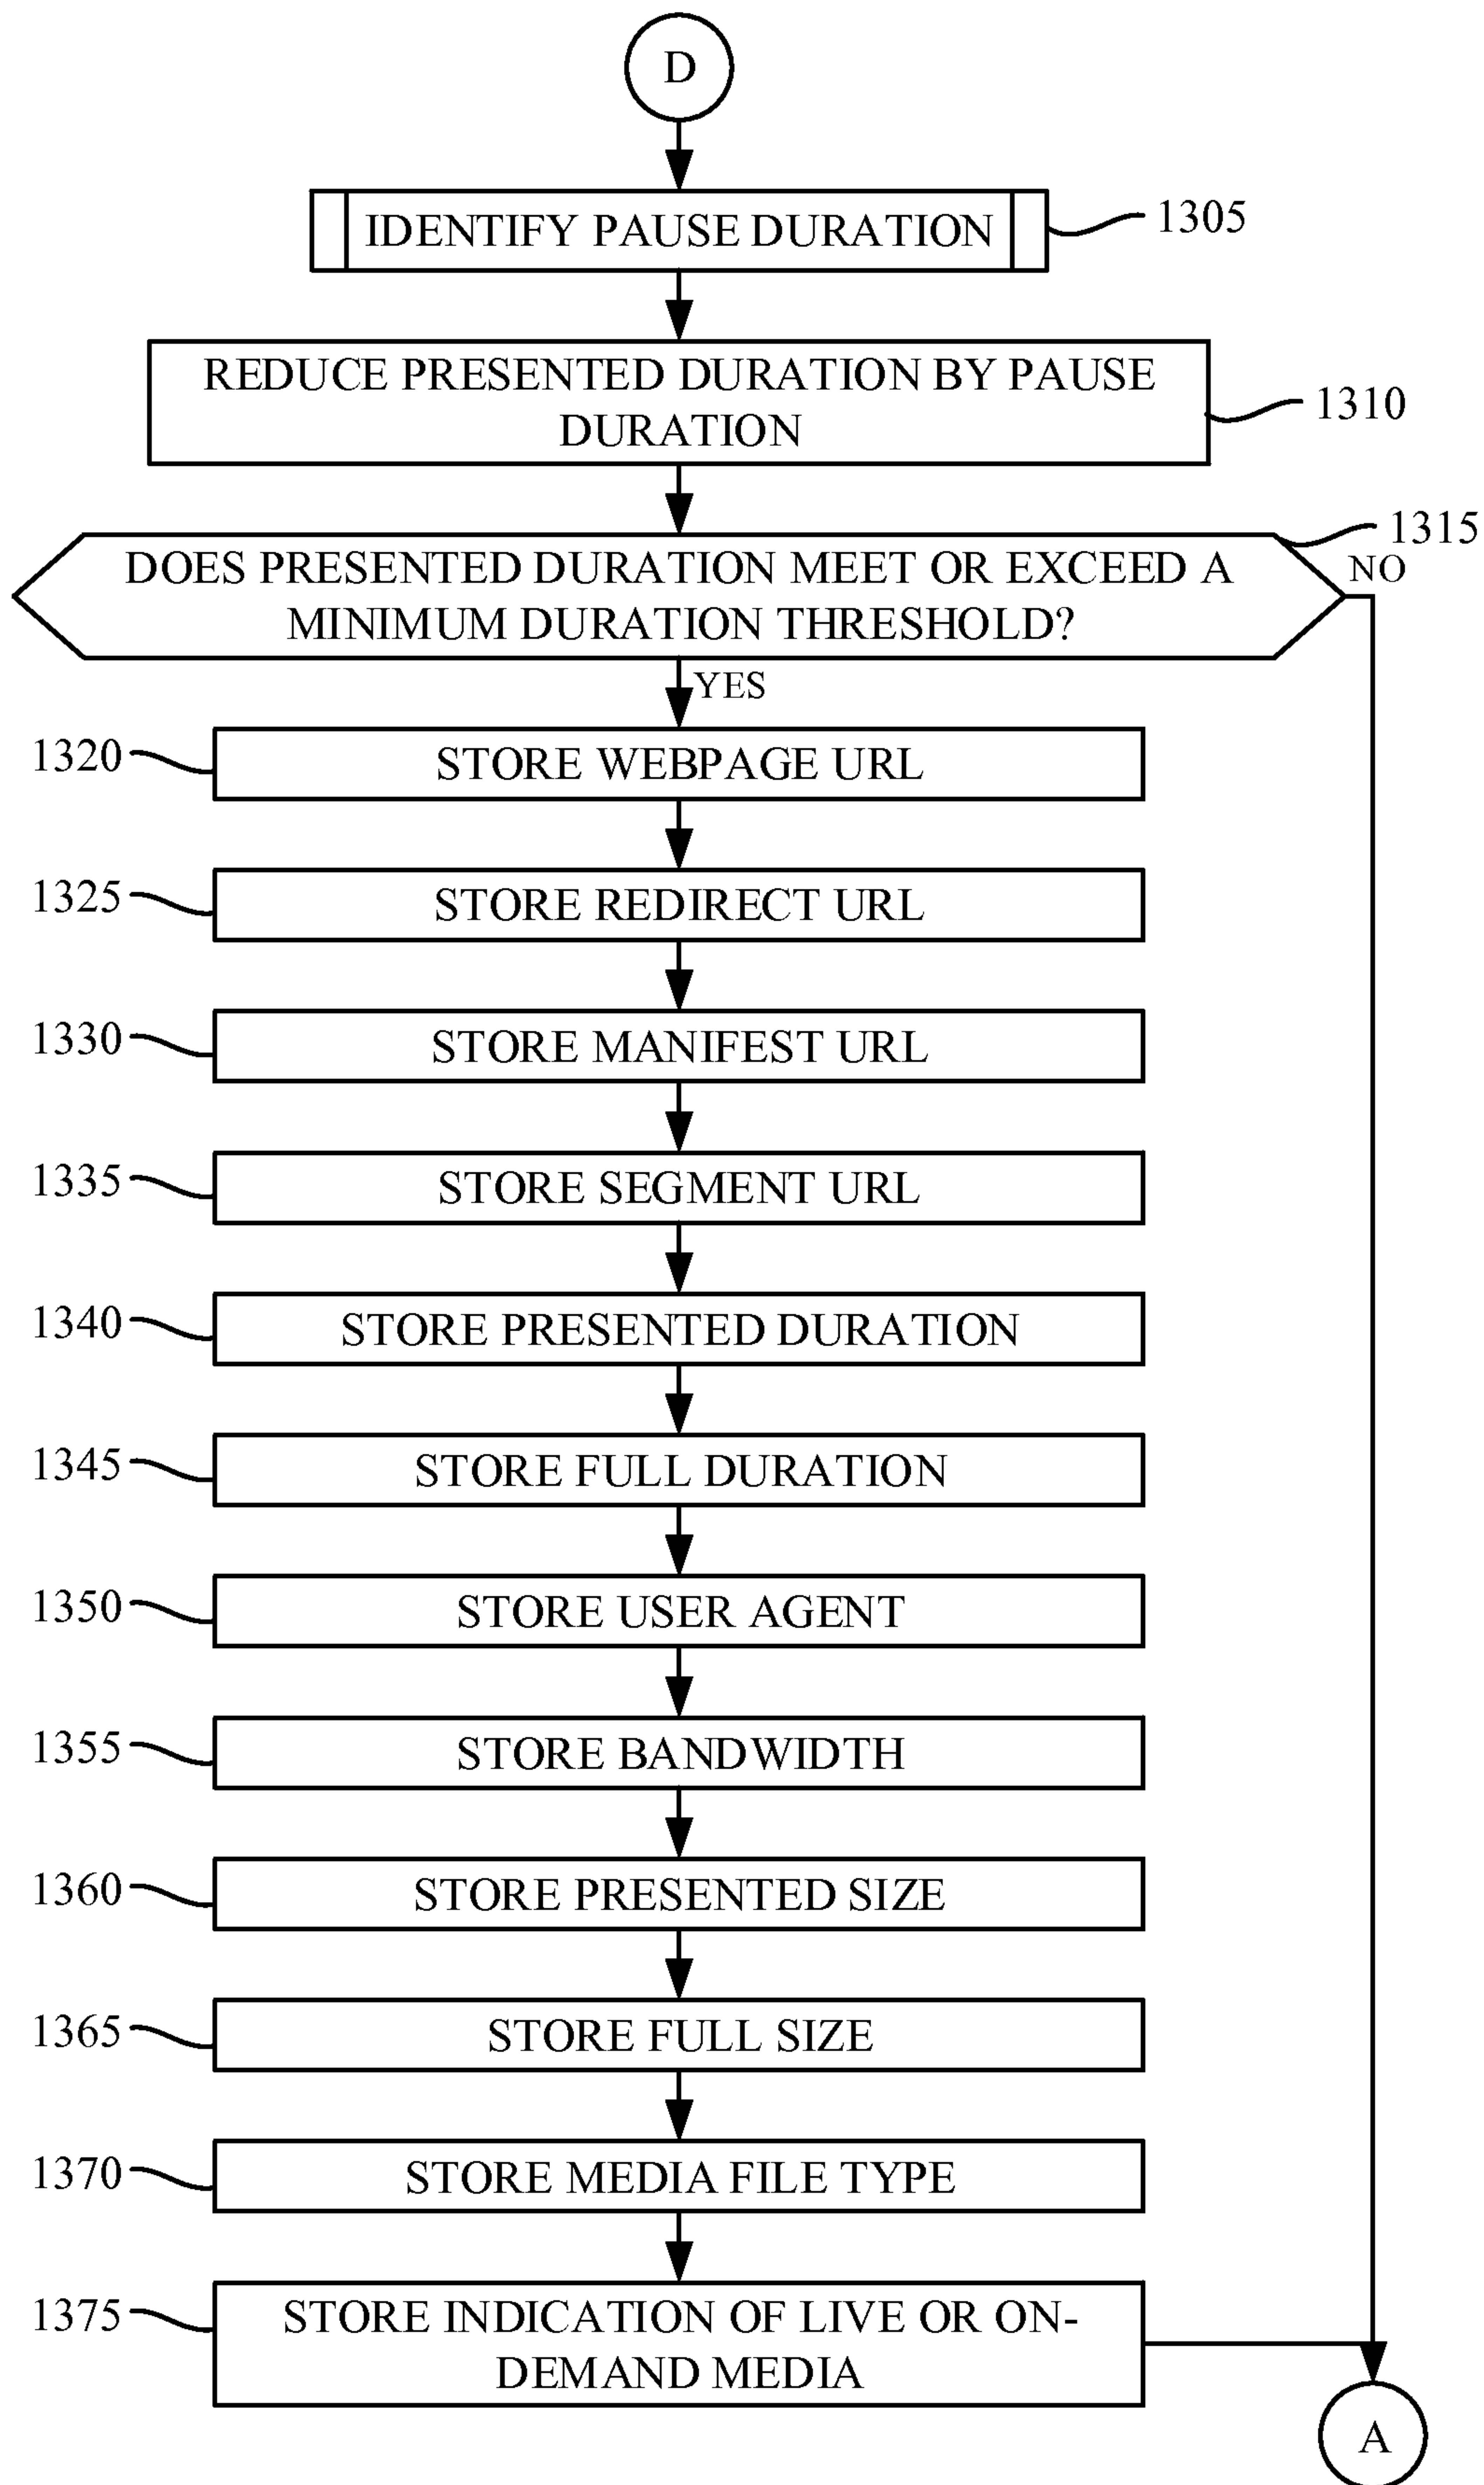 D
IDENTIFY PAUSE DURATION
1305
REDUCE PRESENTED DURATION BY PAUSE
DURATION
1310
1315
DOES PRESENTED DURATION MEET OR EXCEED A
MINIMUM DURATION THRESHOLD?
NO
YES
1320
STORE WEBPAGE URL
1325
STORE REDIRECT URL
1330
STORE MANIFEST URL
1335
STORE SEGMENT URL
1340
STORE PRESENTED DURATION
1345
STORE FULL DURATION
1350
STORE USER AGENT
1355
STORE BANDWIDTH
1360
STORE PRESENTED SIZE
1365
STORE FULL SIZE
1370
STORE MEDIA FILE TYPE
1375
STORE INDICATION OF LIVE OR ON-
DEMAND MEDIA
A